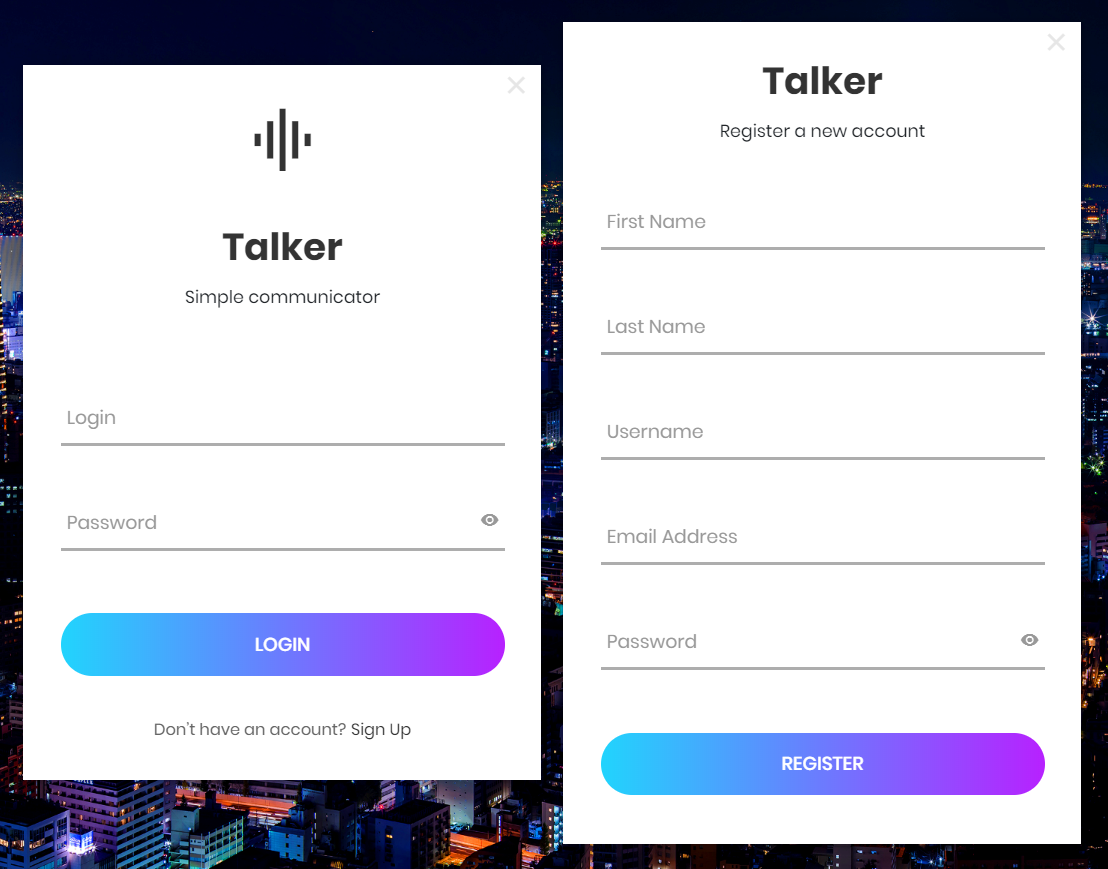 Talker
Simple communicator
Login
Password
LOGIN
Don't have an account? Sign Up
Talker
Register a new account
First Name
Last Name
Username
Email Address
Password
REGISTER